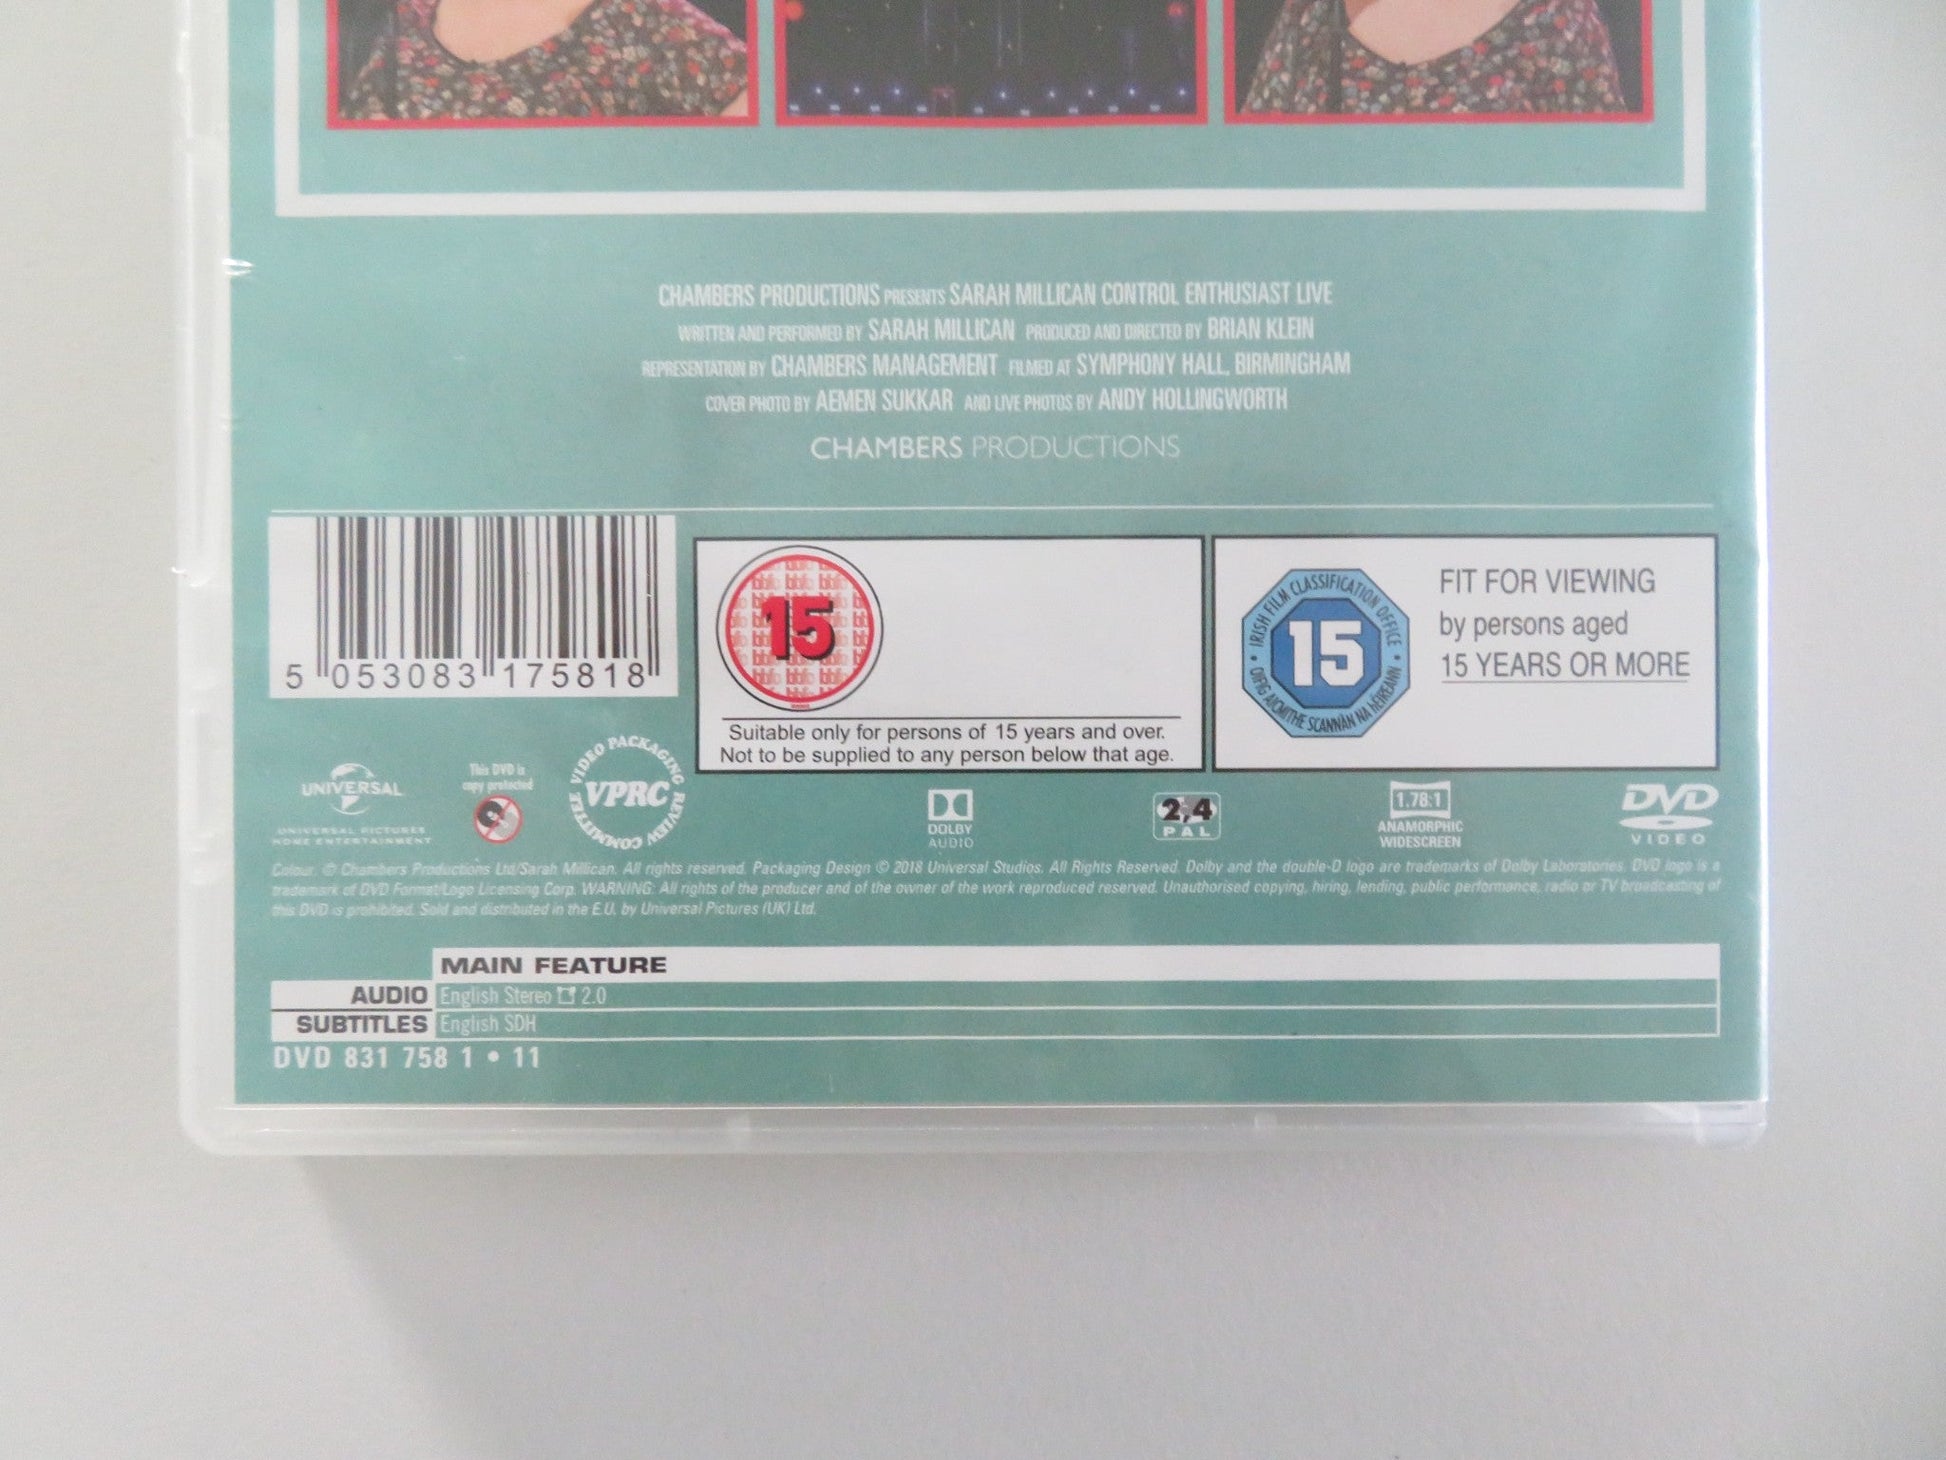 CHAMBERS PRODUCTIONS PRESENTS SARAH MILLICAN CONTROL ENTHUSIAST LIVE
WRITTEN AND PERFORMED BY SARAH MILLICAN PRODUCED AND DIRECTED BY BRIAN KLEIN
REPRESENTATION BY CHAMBERS MANAGEMENT FILMED AT SYMPHONY HALL, BIRMINGHAM
COVER PHOTO BY AEMEN SUKKAR AND LIVE PHOTOS BY ANDY HOLLINGWORTH
CHAMBERS PRODUCTIONS
5 053083 175818
15
Suitable only for persons of 15 years and over.
Not to be supplied to any person below that age.
IRISH FILM CLASSIFICATION OFFICE
15
OIFIG AICMITHE SCANNÁN NA hÉIREANN
FIT FOR VIEWING
by persons aged
15 YEARS OR MORE
UNIVERSAL
UNIVERSAL PICTURES
HOME ENTERTAINMENT
This DVD is
copy protected
VIDEO PACKAGING REVIEW COMMITTEE
VPRC
DOLBY
AUDIO
2,4
PAL
1.78:1
ANAMORPHIC
WIDESCREEN
DVD
VIDEO
Colour. © Chambers Productions Ltd/Sarah Millican. All rights reserved. Packaging Design © 2018 Universal Studios. All Rights Reserved. Dolby and the double-D logo are trademarks of Dolby Laboratories. DVD logo is a
trademark of DVD Format/Logo Licensing Corp. WARNING: All rights of the producer and of the owner of the work reproduced reserved. Unauthorised copying, hiring, lending, public performance, radio or TV broadcasting of
this DVD is prohibited. Sold and distributed in the E.U. by Universal Pictures (UK) Ltd.
MAIN FEATURE
AUDIO English Stereo 2.0
SUBTITLES English SDH
DVD 831 758 1 • 11